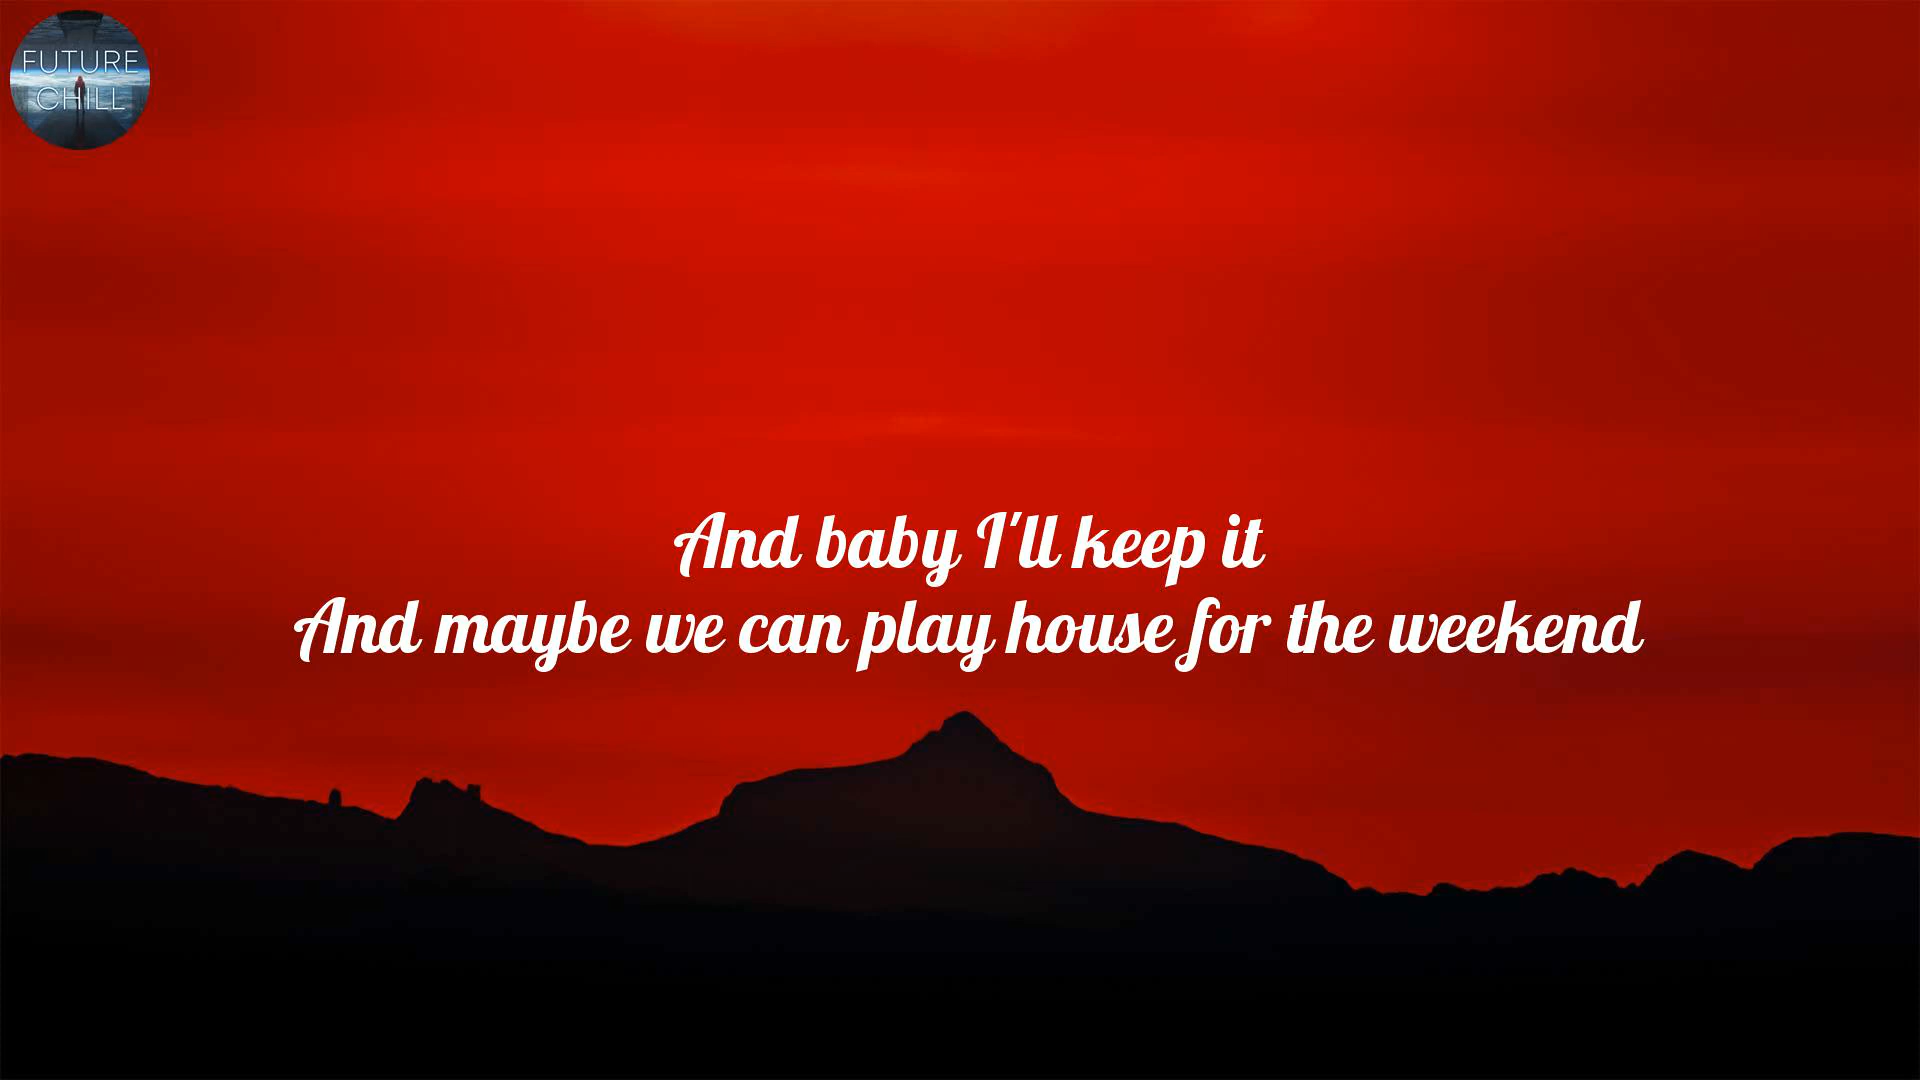 FUTURE
CHILL
And baby I'll keep it
And maybe we can play house for the weekend